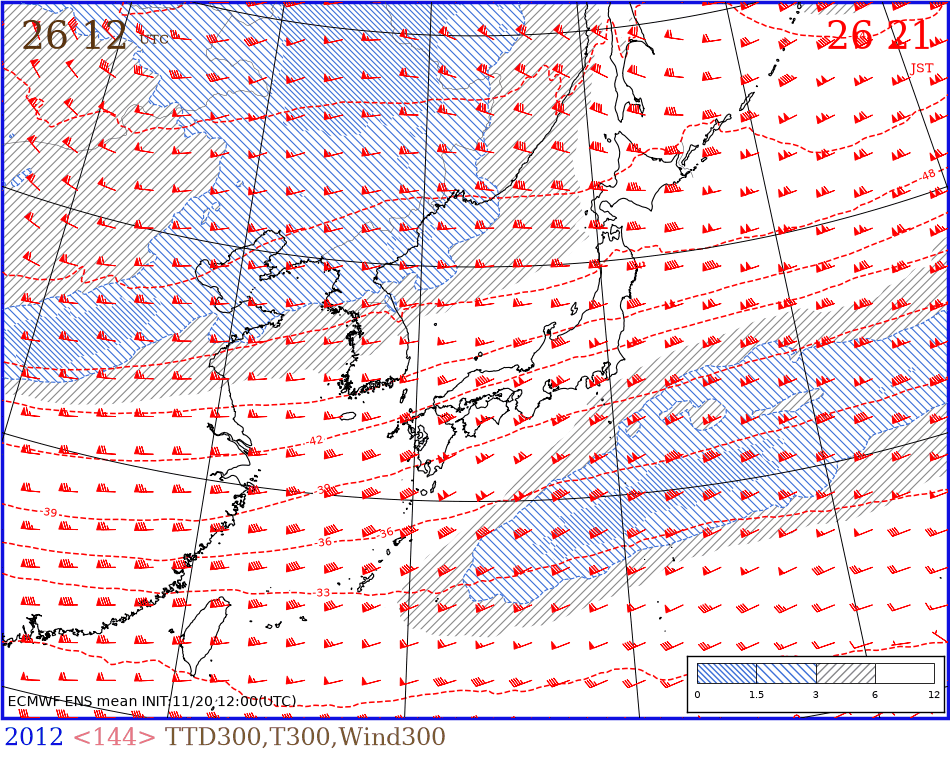 26 12 UTC
26 21 JST
-48
-42
-39
-39
-36
-36
-33
ECMWF ENS mean INIT:11/20 12:00(UTC)
0 1.5 3 6 12
2012 <144> TTD300,T300,Wind300